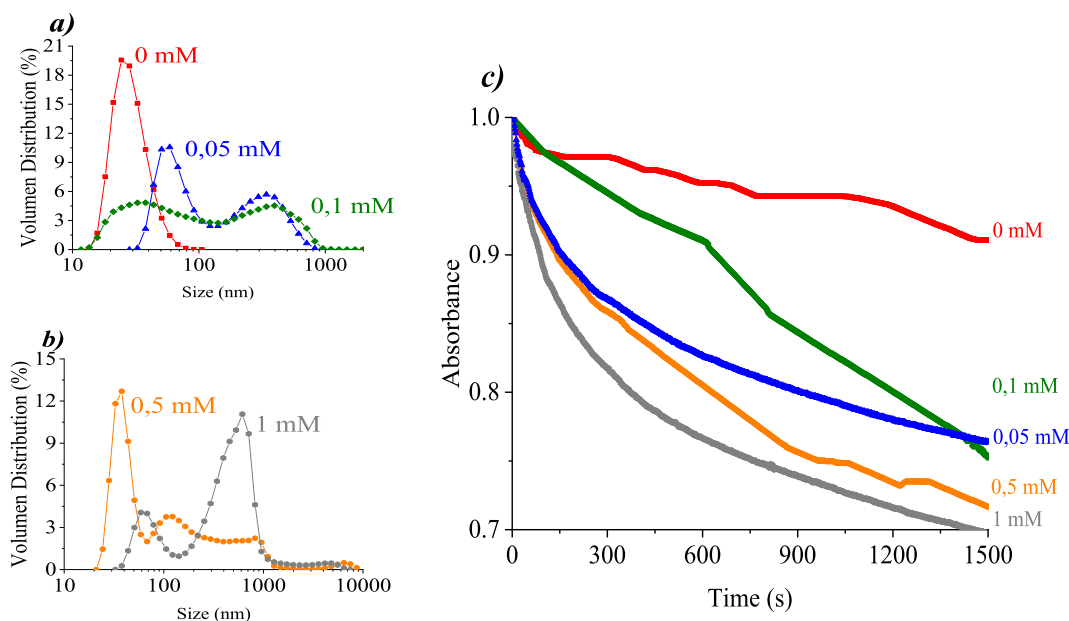 a)
Volumen Distribution (%)
21
18
15
12
9
6
3
0
0 mM
0,05 mM
0,1 mM
10
100
1000
Size (nm)
b)
Volumen Distribution (%)
15
12
9
6
3
0
0,5 mM
1 mM
10
100
1000
10000
Size (nm)
c)
Absorbance
1.0
0.9
0.8
0.7
0 mM
0,1 mM
0,05 mM
0,5 mM
1 mM
0
300
600
900
1200
1500
Time (s)